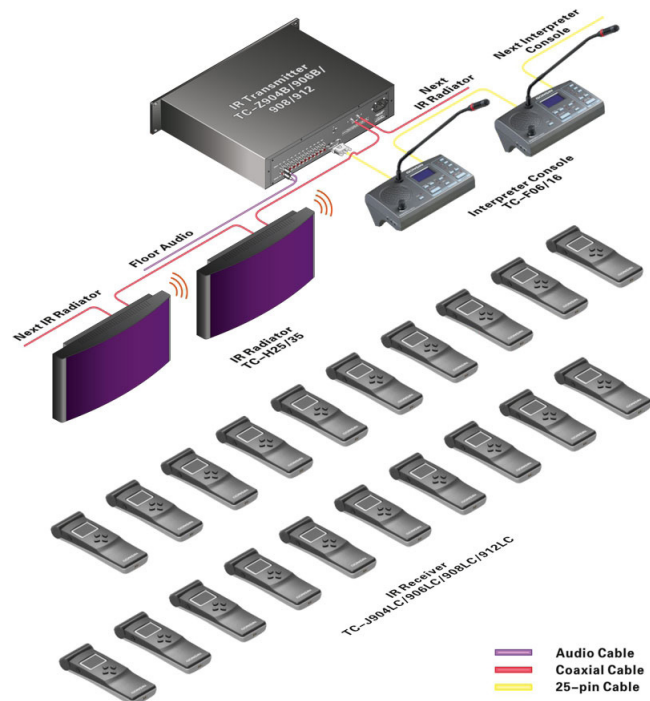 Next Interpreter
Console
IR Transmitter
TC-Z904B/906B/
908/912
Next
IR Radiator
Interpreter Console
TC-F06/16
Floor Audio
Next IR Radiator
IR Radiator
TC-H25/35
IR Receiver
TC-J904LC/906LC/908LC/912LC
Audio Cable
Coaxial Cable
25-pin Cable